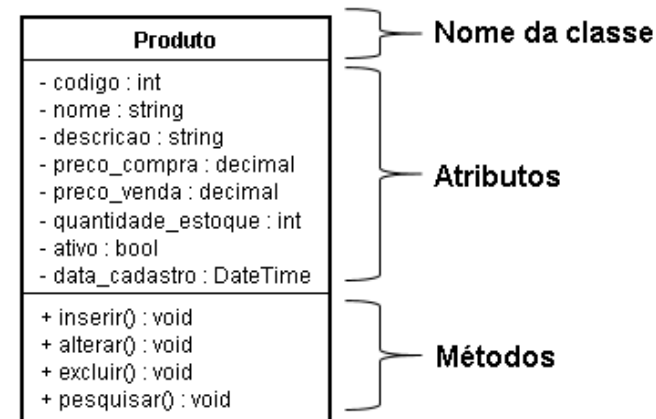 Produto
Nome da classe
- codigo : int
- nome : string
- descricao : string
- preco_compra : decimal
- preco_venda : decimal
- quantidade_estoque : int
- ativo : bool
- data_cadastro : DateTime
Atributos
+ inserir() : void
+ alterar() : void
+ excluir() : void
+ pesquisar() : void
Métodos